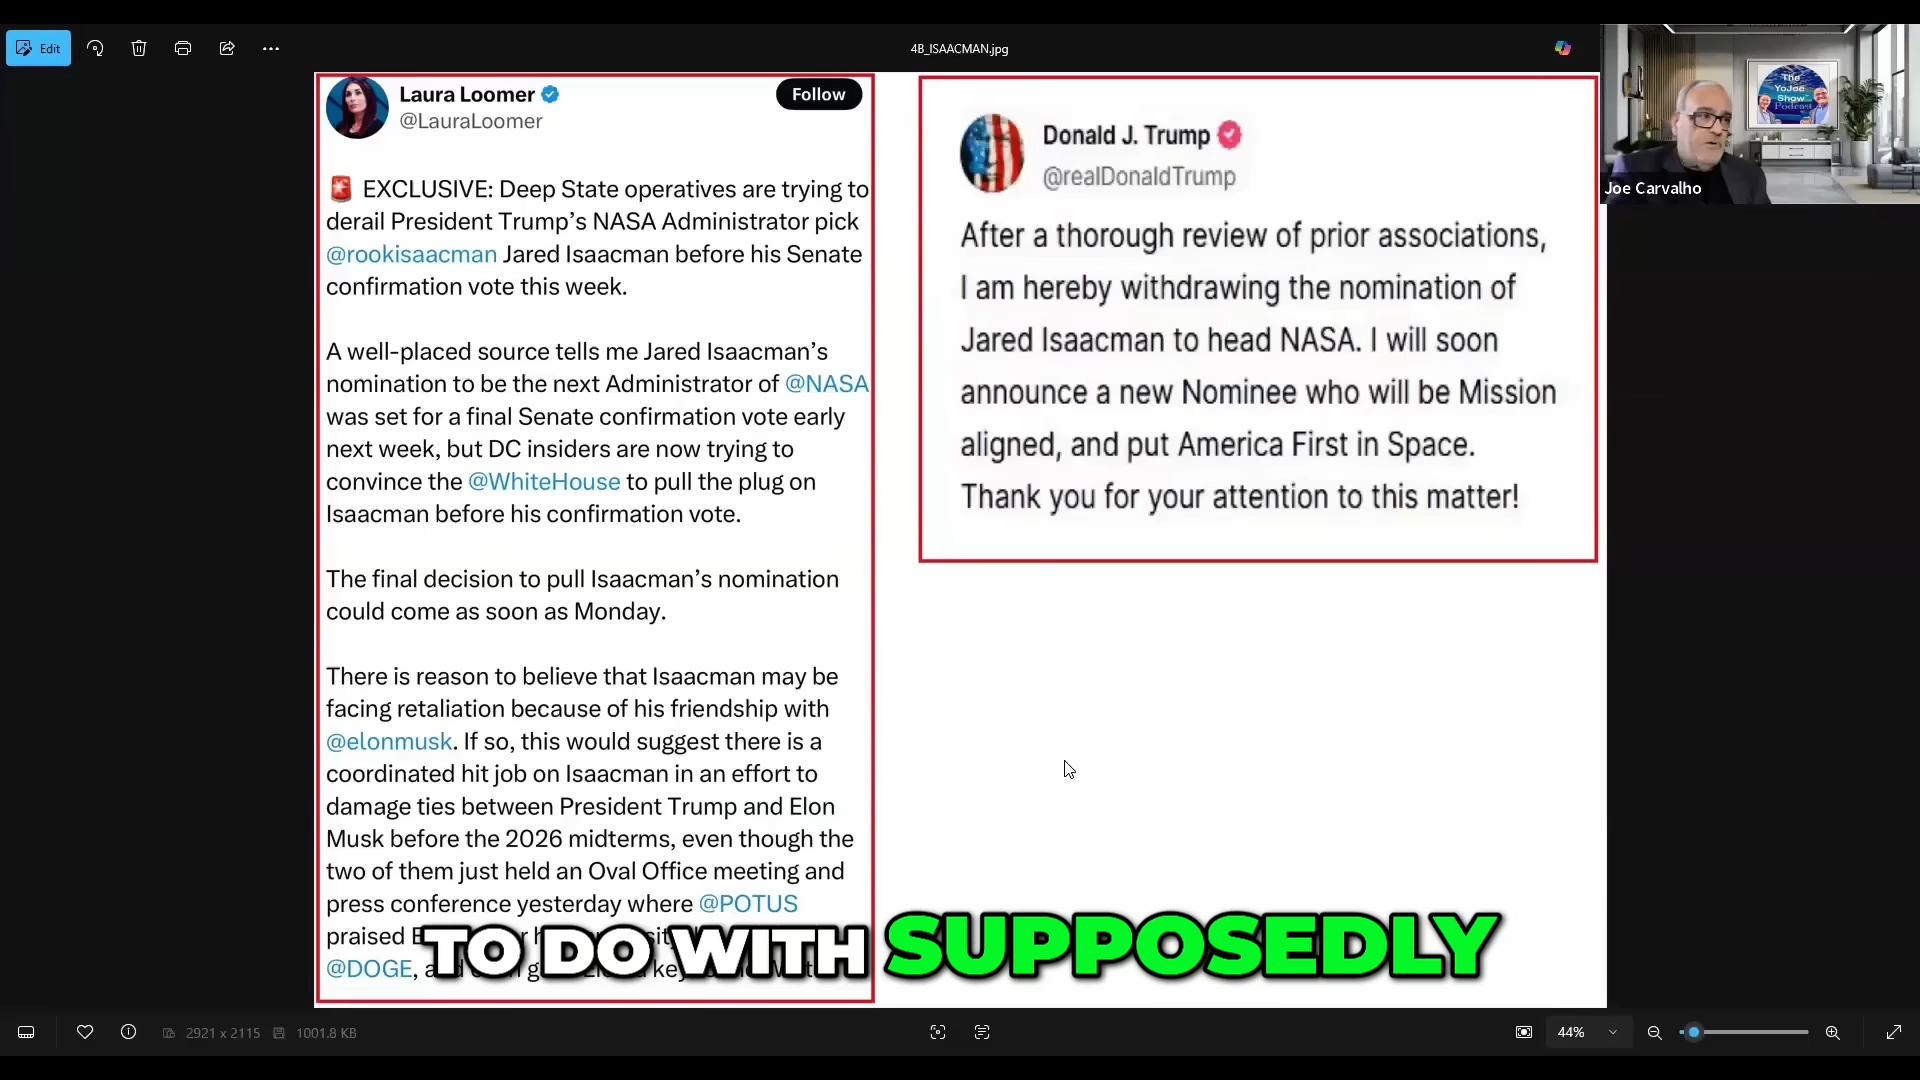 Edit
4B_ISAACMAN.jpg
Laura Loomer
@LauraLoomer
Follow
🚨 EXCLUSIVE: Deep State operatives are trying to
derail President Trump’s NASA Administrator pick
@rookisaacman Jared Isaacman before his Senate
confirmation vote this week.
A well-placed source tells me Jared Isaacman’s
nomination to be the next Administrator of @NASA
was set for a final Senate confirmation vote early
next week, but DC insiders are now trying to
convince the @WhiteHouse to pull the plug on
Isaacman before his confirmation vote.
The final decision to pull Isaacman’s nomination
could come as soon as Monday.
There is reason to believe that Isaacman may be
facing retaliation because of his friendship with
@elonmusk. If so, this would suggest there is a
coordinated hit job on Isaacman in an effort to
damage ties between President Trump and Elon
Musk before the 2026 midterms, even though the
two of them just held an Oval Office meeting and
press conference yesterday where @POTUS
praised
@DOGE,
Donald J. Trump
@realDonaldTrump
After a thorough review of prior associations,
I am hereby withdrawing the nomination of
Jared Isaacman to head NASA. I will soon
announce a new Nominee who will be Mission
aligned, and put America First in Space.
Thank you for your attention to this matter!
The
YoJoe
Show
Podcast
Joe Carvalho
TO DO WITH SUPPOSEDLY
2921 x 2115
1001.8 KB
44%